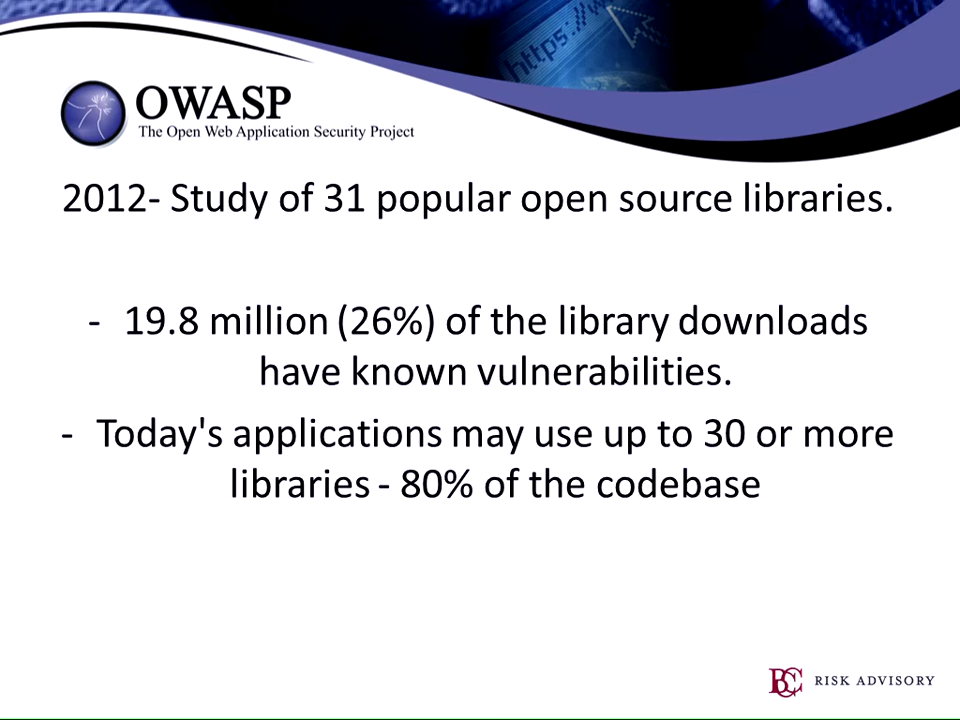 https://w
OWASP
The Open Web Application Security Project
2012- Study of 31 popular open source libraries.
- 19.8 million (26%) of the library downloads
have known vulnerabilities.
- Today's applications may use up to 30 or more
libraries - 80% of the codebase
BCC RISK ADVISORY